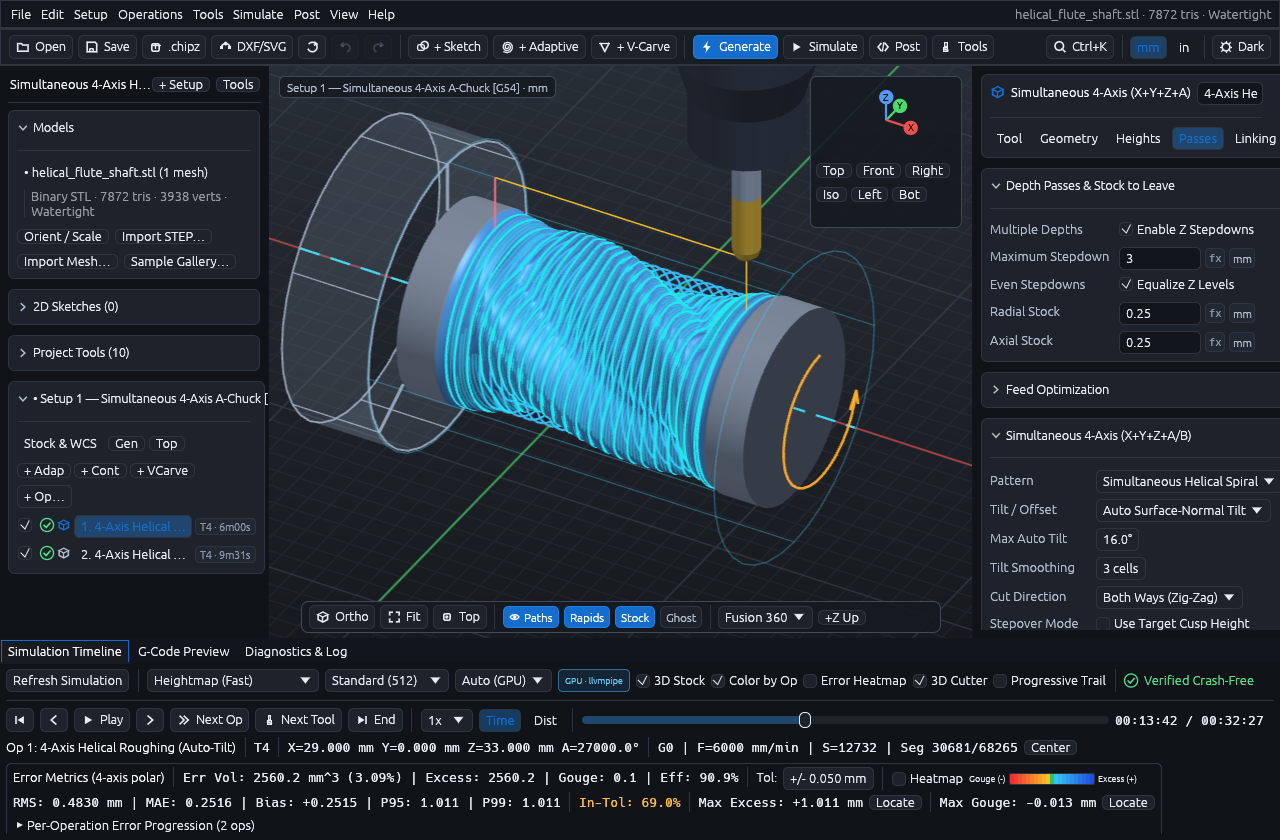 File Edit Setup Operations Tools Simulate Post View Help
helical_flute_shaft.stl · 7872 tris · Watertight
Open Save .chipz DXF/SVG + Sketch + Adaptive + V-Carve Generate Simulate Post Tools Ctrl+K mm in Dark
Simultaneous 4-Axis H... + Setup Tools
Models
• helical_flute_shaft.stl (1 mesh)
Binary STL · 7872 tris · 3938 verts ·
Watertight
Orient / Scale Import STEP...
Import Mesh... Sample Gallery...
2D Sketches (0)
Project Tools (10)
• Setup 1 — Simultaneous 4-Axis A-Chuck [
Stock & WCS Gen Top
+ Adap + Cont + VCarve
+ Op...
1. 4-Axis Helical ... T4 · 6m00s
2. 4-Axis Helical ... T4 · 9m31s
Setup 1 — Simultaneous 4-Axis A-Chuck [G54] · mm
Z
Y
X
Top Front Right
Iso Left Bot
Ortho Fit Top Paths Rapids Stock Ghost Fusion 360 +Z Up
Simultaneous 4-Axis (X+Y+Z+A) 4-Axis He
Tool Geometry Heights Passes Linking
Depth Passes & Stock to Leave
Multiple Depths Enable Z Stepdowns
Maximum Stepdown 3 fx mm
Even Stepdowns Equalize Z Levels
Radial Stock 0.25 fx mm
Axial Stock 0.25 fx mm
Feed Optimization
Simultaneous 4-Axis (X+Y+Z+A/B)
Pattern Simultaneous Helical Spiral
Tilt / Offset Auto Surface-Normal Tilt
Max Auto Tilt 16.0°
Tilt Smoothing 3 cells
Cut Direction Both Ways (Zig-Zag)
Stepover Mode Use Target Cusp Height
Simulation Timeline G-Code Preview Diagnostics & Log
Refresh Simulation Heightmap (Fast) Standard (512) Auto (GPU) GPU · llvmpipe 3D Stock Color by Op Error Heatmap 3D Cutter Progressive Trail Verified Crash-Free
Play Next Op Next Tool End 1x Time Dist 00:13:42 / 00:32:27
Op 1: 4-Axis Helical Roughing (Auto-Tilt) T4 X=29.000 mm Y=0.000 mm Z=33.000 mm A=27000.0° G0 | F=6000 mm/min | S=12732 | Seg 30681/68265 Center
Error Metrics (4-axis polar) Err Vol: 2560.2 mm^3 (3.09%) | Excess: 2560.2 | Gouge: 0.1 | Eff: 90.9% Tol: +/- 0.050 mm Heatmap Gouge (-) Excess (+)
RMS: 0.4830 mm | MAE: 0.2516 | Bias: +0.2515 | P95: 1.011 | P99: 1.011 In-Tol: 69.0% Max Excess: +1.011 mm Locate Max Gouge: -0.013 mm Locate
Per-Operation Error Progression (2 ops)